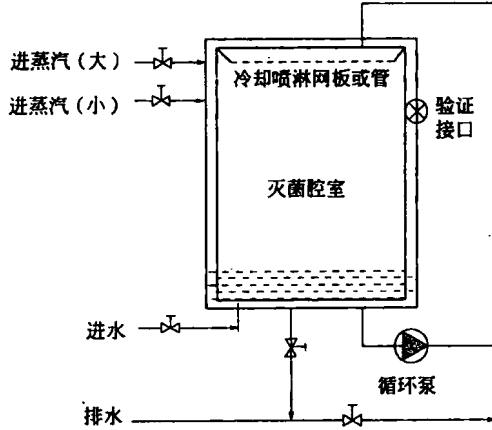 进蒸汽（大）
冷却喷淋网板或管
进蒸汽（小）
验证
接口
灭菌腔室
进水
循环泵
排水